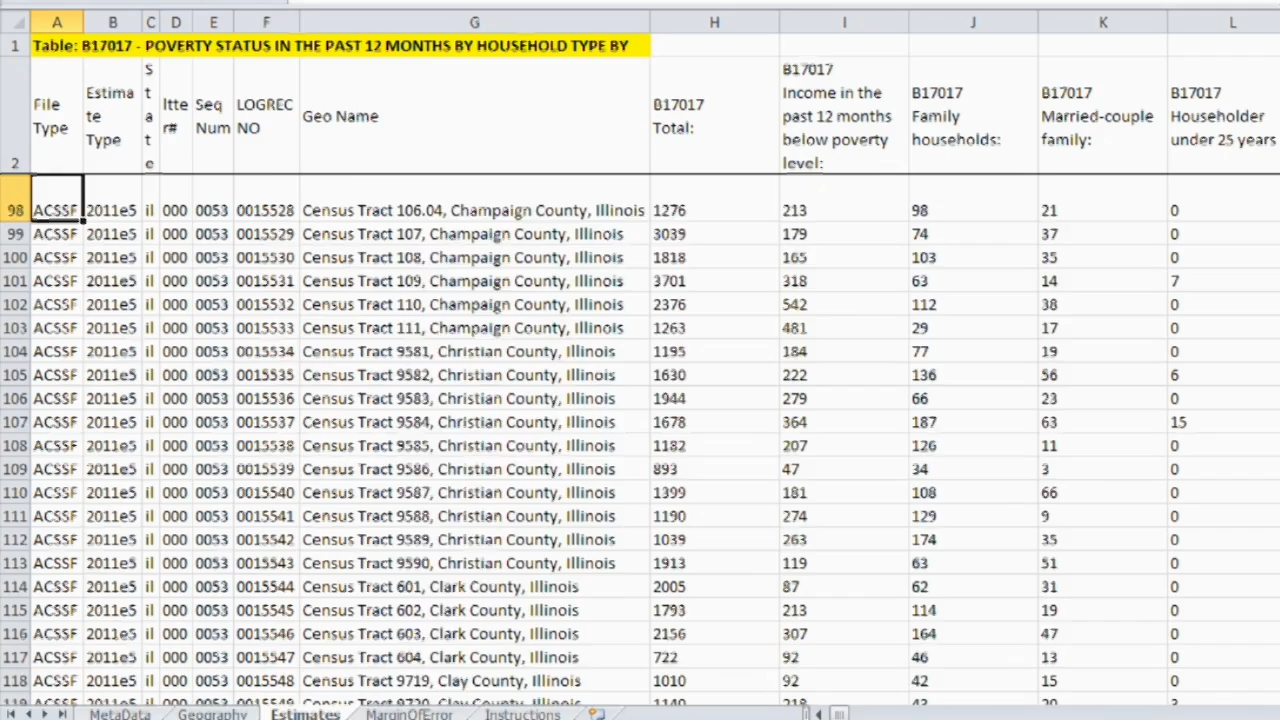 A B C D E F G H I J K L
1 Table: B17017 - POVERTY STATUS IN THE PAST 12 MONTHS BY HOUSEHOLD TYPE BY
2 File Type Estima te Type S t a t e ltte r# Seq Num LOGREC NO Geo Name B17017 Total: B17017 Income in the past 12 months below poverty level: B17017 Family households: B17017 Married-couple family: B17017 Householder under 25 years
98 ACSSF 2011e5 il 000 0053 0015528 Census Tract 106.04, Champaign County, Illinois 1276 213 98 21 0
99 ACSSF 2011e5 il 000 0053 0015529 Census Tract 107, Champaign County, Illinois 3039 179 74 37 0
100 ACSSF 2011e5 il 000 0053 0015530 Census Tract 108, Champaign County, Illinois 1818 165 103 35 0
101 ACSSF 2011e5 il 000 0053 0015531 Census Tract 109, Champaign County, Illinois 3701 318 63 14 7
102 ACSSF 2011e5 il 000 0053 0015532 Census Tract 110, Champaign County, Illinois 2376 542 112 38 0
103 ACSSF 2011e5 il 000 0053 0015533 Census Tract 111, Champaign County, Illinois 1263 481 29 17 0
104 ACSSF 2011e5 il 000 0053 0015534 Census Tract 9581, Christian County, Illinois 1195 184 77 19 0
105 ACSSF 2011e5 il 000 0053 0015535 Census Tract 9582, Christian County, Illinois 1630 222 136 56 6
106 ACSSF 2011e5 il 000 0053 0015536 Census Tract 9583, Christian County, Illinois 1944 279 66 23 0
107 ACSSF 2011e5 il 000 0053 0015537 Census Tract 9584, Christian County, Illinois 1678 364 187 63 15
108 ACSSF 2011e5 il 000 0053 0015538 Census Tract 9585, Christian County, Illinois 1182 207 126 11 0
109 ACSSF 2011e5 il 000 0053 0015539 Census Tract 9586, Christian County, Illinois 893 47 34 3 0
110 ACSSF 2011e5 il 000 0053 0015540 Census Tract 9587, Christian County, Illinois 1399 181 108 66 0
111 ACSSF 2011e5 il 000 0053 0015541 Census Tract 9588, Christian County, Illinois 1190 274 129 9 0
112 ACSSF 2011e5 il 000 0053 0015542 Census Tract 9589, Christian County, Illinois 1039 263 174 35 0
113 ACSSF 2011e5 il 000 0053 0015543 Census Tract 9590, Christian County, Illinois 1913 119 63 51 0
114 ACSSF 2011e5 il 000 0053 0015544 Census Tract 601, Clark County, Illinois 2005 87 62 31 0
115 ACSSF 2011e5 il 000 0053 0015545 Census Tract 602, Clark County, Illinois 1793 213 114 19 0
116 ACSSF 2011e5 il 000 0053 0015546 Census Tract 603, Clark County, Illinois 2156 307 164 47 0
117 ACSSF 2011e5 il 000 0053 0015547 Census Tract 604, Clark County, Illinois 722 92 46 13 0
118 ACSSF 2011e5 il 000 0053 0015548 Census Tract 9719, Clay County, Illinois 1010 92 42 15 0
119 ACSSF 2011e5 il 000 0053 0015549 Census Tract 9720, Clay County, Illinois
MetaData Geography Estimates MarginOfError Instructions